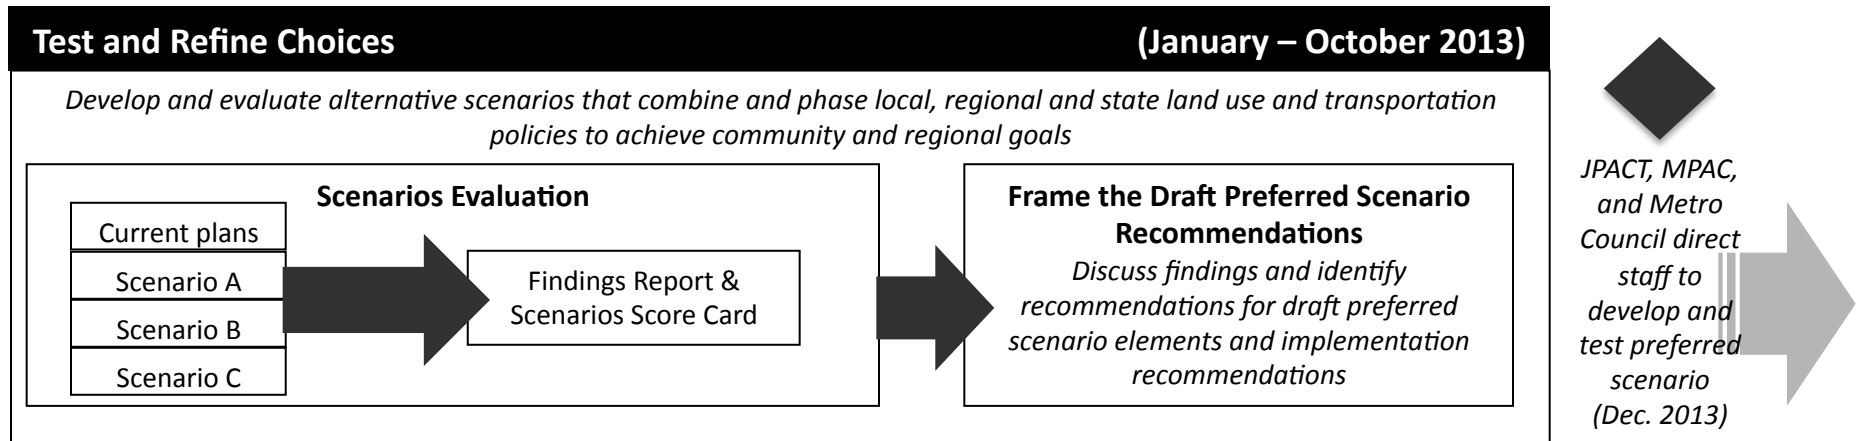 Test and Refine Choices (January – October 2013)
Develop and evaluate alternative scenarios that combine and phase local, regional and state land use and transportation
policies to achieve community and regional goals
Scenarios Evaluation
Current plans
Scenario A
Scenario B
Scenario C
Findings Report &
Scenarios Score Card
Frame the Draft Preferred Scenario
Recommendations
Discuss findings and identify
recommendations for draft preferred
scenario elements and implementation
recommendations
JPACT, MPAC,
and Metro
Council direct
staff to
develop and
test preferred
scenario
(Dec. 2013)